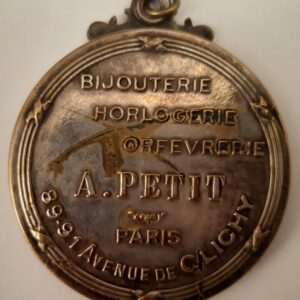 BIJOUTERIE
HORLOGERIE
ORFEVRERIE
A. PETIT
PARIS
89-91 AVENUE DE CLICHY